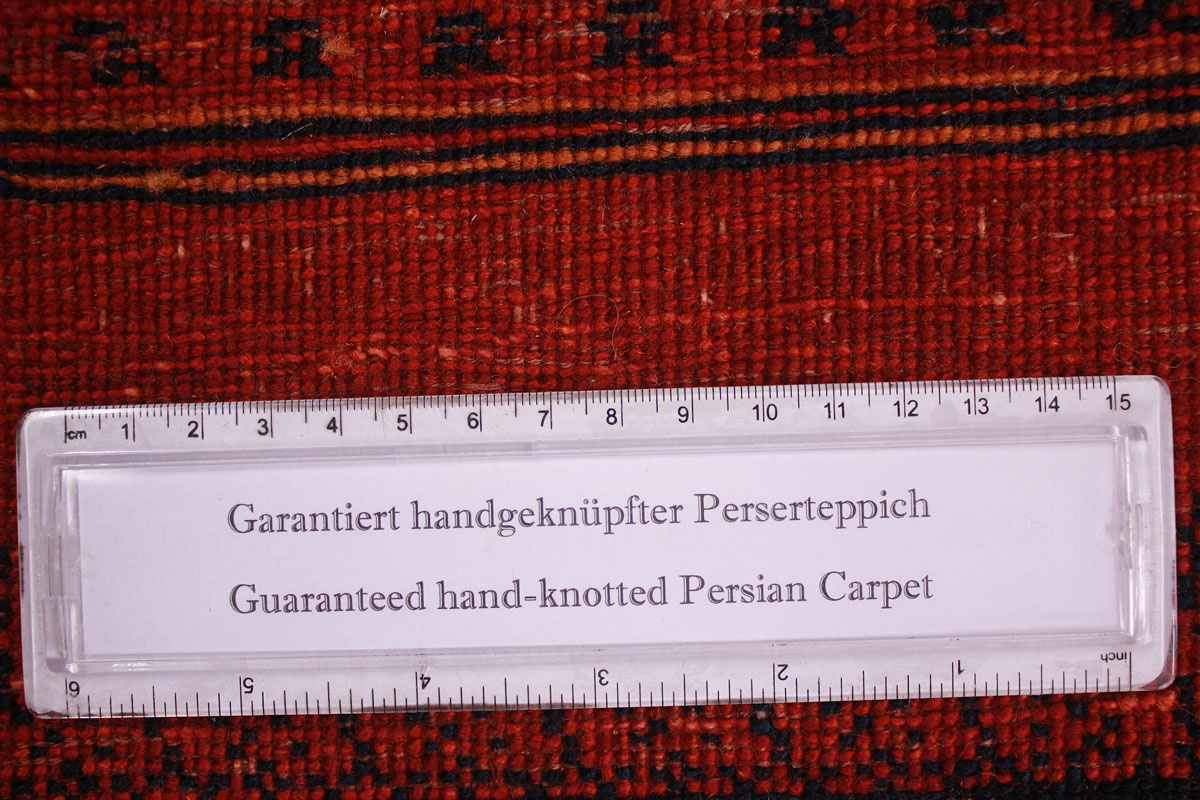 cm 1 2 3 4 5 6 7 8 9 10 11 12 13 14 15
Garantiert handgeknüpfter Perserteppich
Guaranteed hand-knotted Persian Carpet
6 5 4 3 2 1 inch